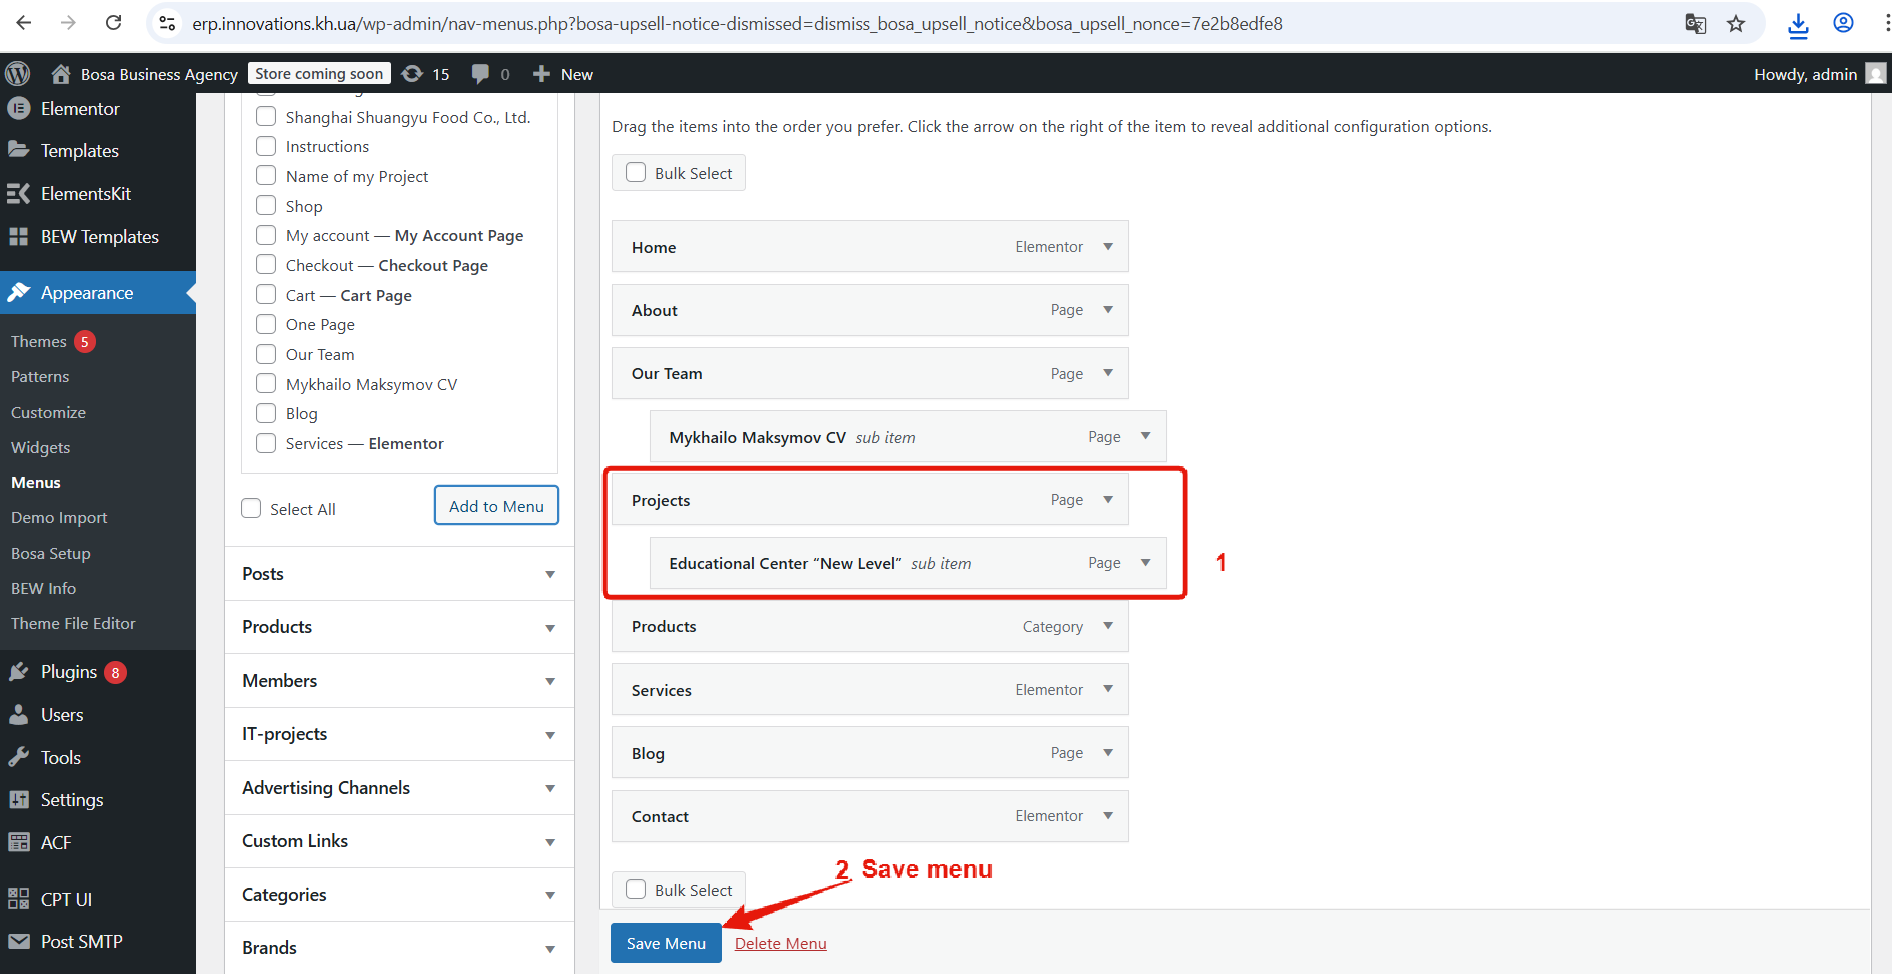 erp.innovations.kh.ua/wp-admin/nav-menus.php?bosa-upsell-notice-dismissed=dismiss_bosa_upsell_notice&bosa_upsell_nonce=7e2b8edfe8
Bosa Business Agency
Store coming soon
15
0
New
Howdy, admin
Elementor
Templates
ElementsKit
BEW Templates
Appearance
Themes 5
Patterns
Customize
Widgets
Menus
Demo Import
Bosa Setup
BEW Info
Theme File Editor
Plugins 8
Users
Tools
Settings
ACF
CPT UI
Post SMTP
Shanghai Shuangyu Food Co., Ltd.
Instructions
Name of my Project
Shop
My account — My Account Page
Checkout — Checkout Page
Cart — Cart Page
One Page
Our Team
Mykhailo Maksymov CV
Blog
Services — Elementor
Select All
Add to Menu
Posts
Products
Members
IT-projects
Advertising Channels
Custom Links
Categories
Brands
Drag the items into the order you prefer. Click the arrow on the right of the item to reveal additional configuration options.
Bulk Select
Home Elementor
About Page
Our Team Page
Mykhailo Maksymov CV sub item Page
Projects Page
Educational Center “New Level” sub item Page
1
Products Category
Services Elementor
Blog Page
Contact Elementor
2 Save menu
Bulk Select
Save Menu
Delete Menu